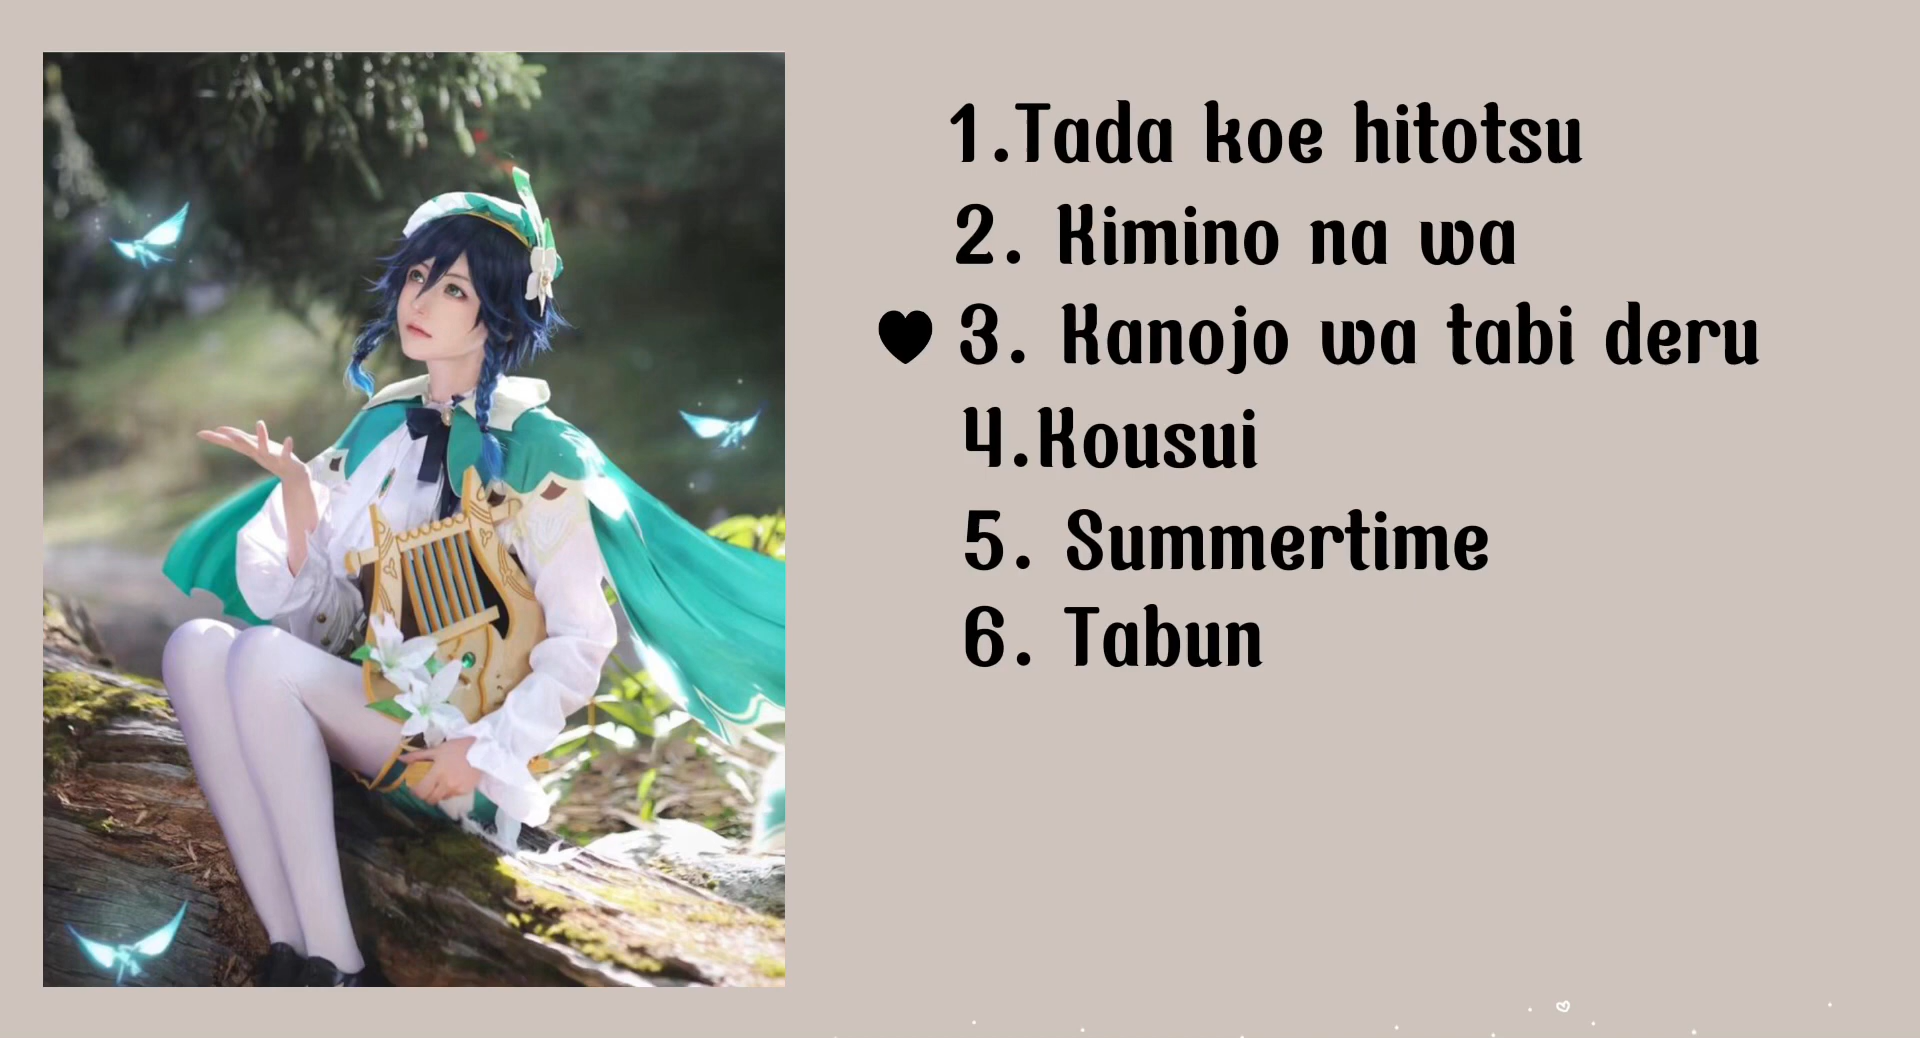 1.Tada koe hitotsu
2. Kimino na wa
♥ 3. Kanojo wa tabi deru
4.Kousui
5. Summertime
6. Tabun